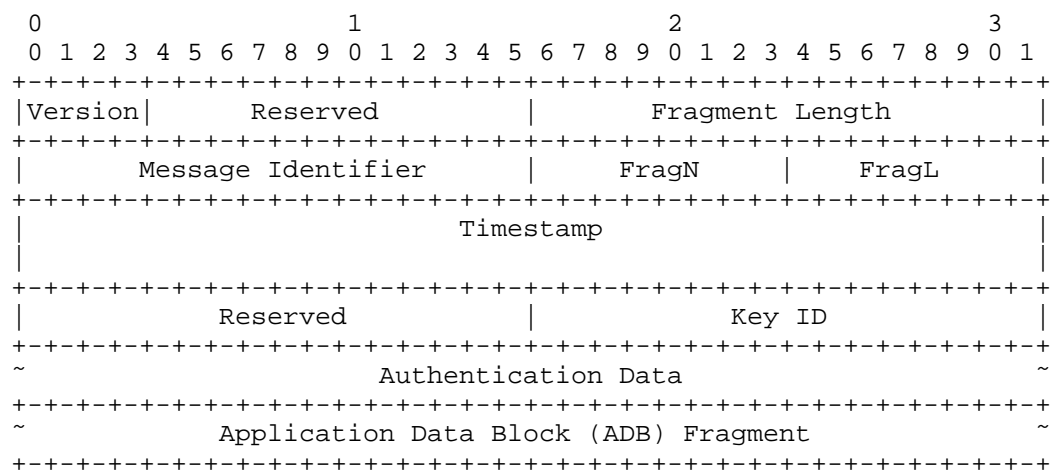 0                   1                   2                   3
 0 1 2 3 4 5 6 7 8 9 0 1 2 3 4 5 6 7 8 9 0 1 2 3 4 5 6 7 8 9 0 1
+-+-+-+-+-+-+-+-+-+-+-+-+-+-+-+-+-+-+-+-+-+-+-+-+-+-+-+-+-+-+-+-+
|Version|      Reserved         |       Fragment Length         |
+-+-+-+-+-+-+-+-+-+-+-+-+-+-+-+-+-+-+-+-+-+-+-+-+-+-+-+-+-+-+-+-+
|       Message Identifier      |     FragN     |    FragL      |
+-+-+-+-+-+-+-+-+-+-+-+-+-+-+-+-+-+-+-+-+-+-+-+-+-+-+-+-+-+-+-+-+
|                           Timestamp                           |
|                                                               |
+-+-+-+-+-+-+-+-+-+-+-+-+-+-+-+-+-+-+-+-+-+-+-+-+-+-+-+-+-+-+-+-+
|            Reserved           |            Key ID             |
+-+-+-+-+-+-+-+-+-+-+-+-+-+-+-+-+-+-+-+-+-+-+-+-+-+-+-+-+-+-+-+-+
~                      Authentication Data                      ~
+-+-+-+-+-+-+-+-+-+-+-+-+-+-+-+-+-+-+-+-+-+-+-+-+-+-+-+-+-+-+-+-+
~            Application Data Block (ADB) Fragment              ~
+-+-+-+-+-+-+-+-+-+-+-+-+-+-+-+-+-+-+-+-+-+-+-+-+-+-+-+-+-+-+-+-+